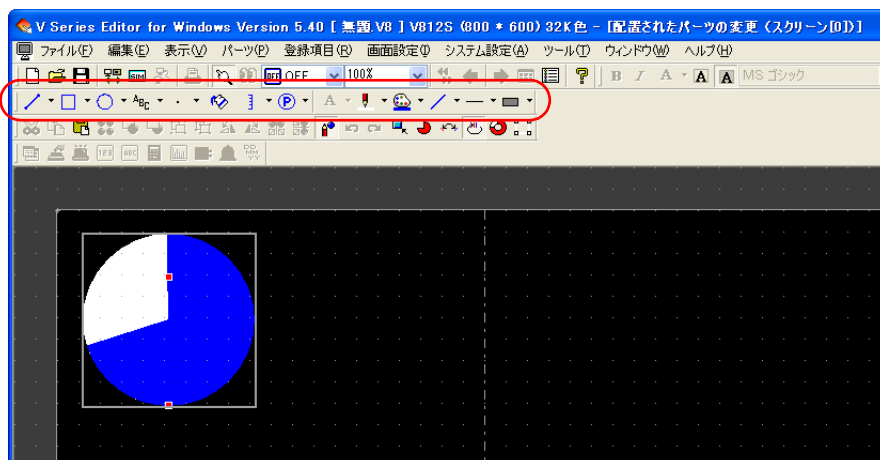 V Series Editor for Windows Version 5.40 [ 無題.V8 ] V812S (800 * 600) 32K色 - [配置されたパーツの変更 (スクリーン[0])]
ファイル(F) 編集(E) 表示(V) パーツ(P) 登録項目(R) 画面設定(I) システム設定(A) ツール(T) ウィンドウ(W) ヘルプ(H)
OFF OFF 100% B I A A A MS ゴシック
ABC P A
123 ABC